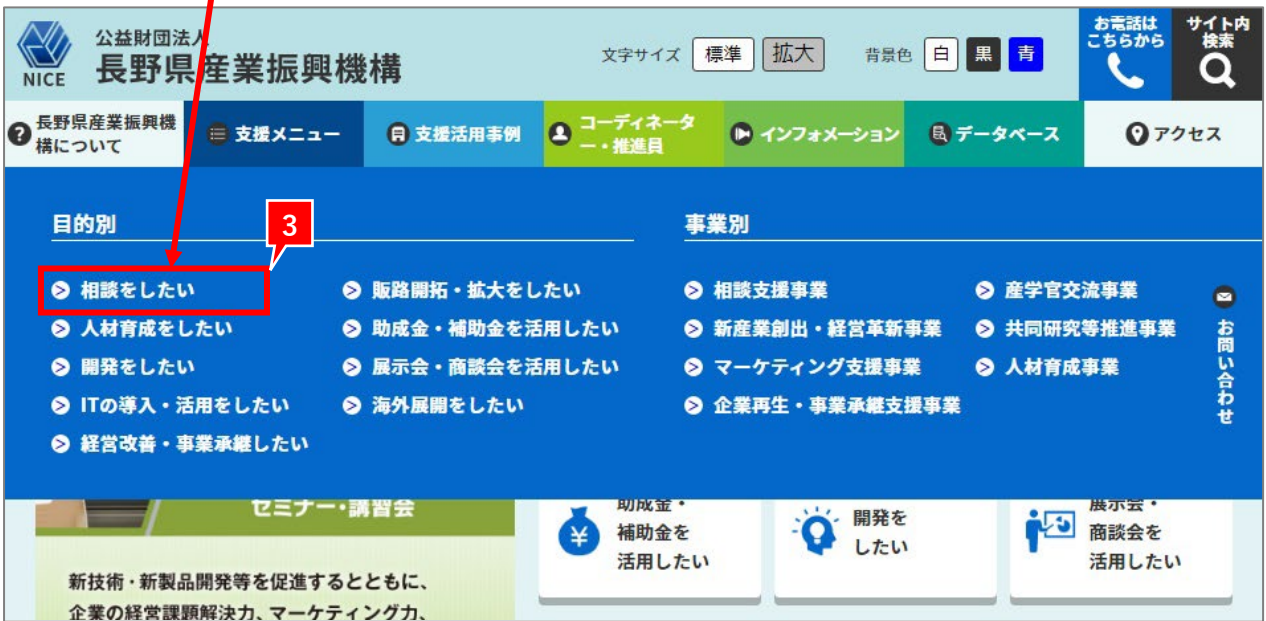 NICE
公益財団法人
長野県産業振興機構
文字サイズ 標準 拡大 背景色 白 黒 青
お電話は
こちらから
サイト内
検索
長野県産業振興機
構について
支援メニュー
支援活用事例
コーディネータ
ー・推進員
インフォメーション
データベース
アクセス
目的別
3
相談をしたい
販路開拓・拡大をしたい
人材育成をしたい
助成金・補助金を活用したい
開発をしたい
展示会・商談会を活用したい
ITの導入・活用をしたい
海外展開をしたい
経営改善・事業承継したい
事業別
相談支援事業
産学官交流事業
新産業創出・経営革新事業
共同研究等推進事業
マーケティング支援事業
人材育成事業
企業再生・事業承継支援事業
お問い合わせ
セミナー・講習会
新技術・新製品開発等を促進するとともに、
企業の経営課題解決力、マーケティング力、
¥
助成金・
補助金を
活用したい
開発を
したい
展示会・
商談会を
活用したい